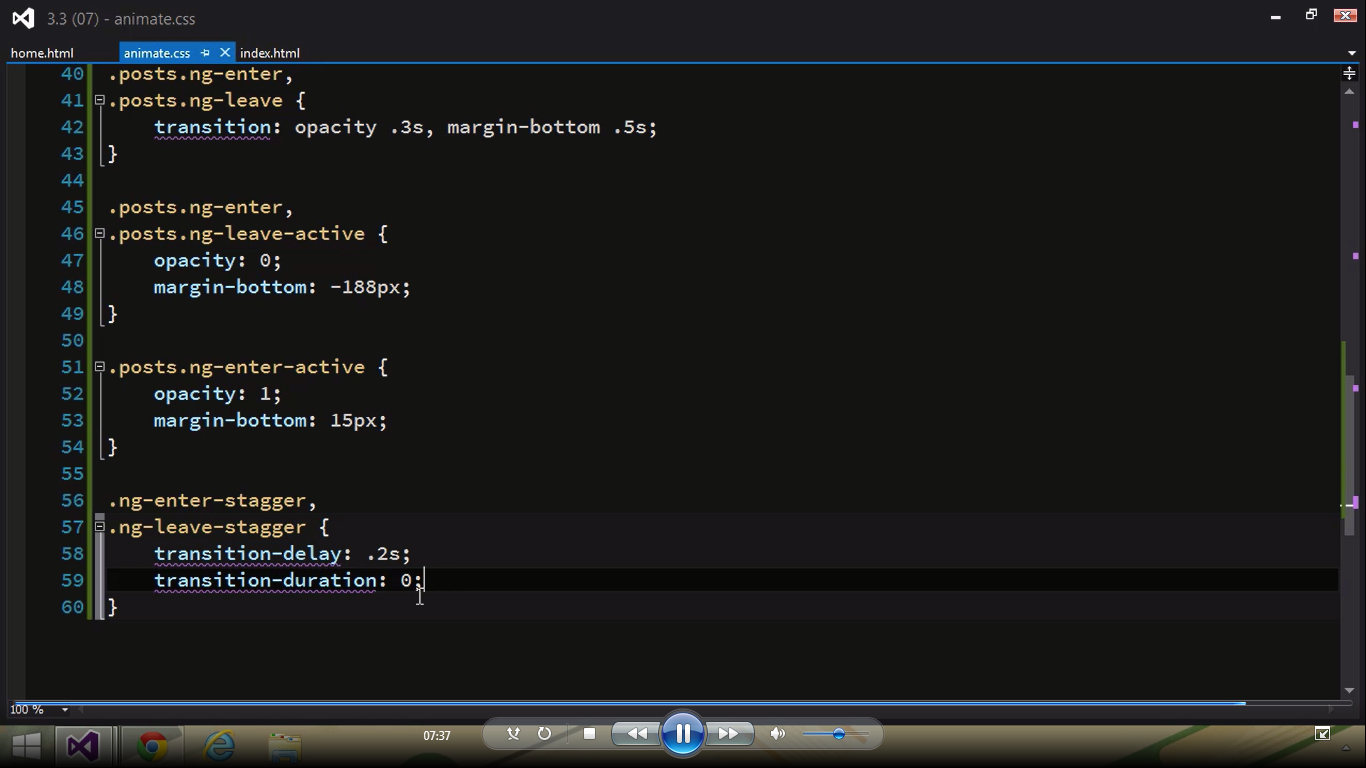 3.3 (07) - animate.css
home.html animate.css index.html
40 .posts.ng-enter,
41 .posts.ng-leave {
42 transition: opacity .3s, margin-bottom .5s;
43 }
44
45 .posts.ng-enter,
46 .posts.ng-leave-active {
47 opacity: 0;
48 margin-bottom: -188px;
49 }
50
51 .posts.ng-enter-active {
52 opacity: 1;
53 margin-bottom: 15px;
54 }
55
56 .ng-enter-stagger,
57 .ng-leave-stagger {
58 transition-delay: .2s;
59 transition-duration: 0;
60 }
100 %
07:37